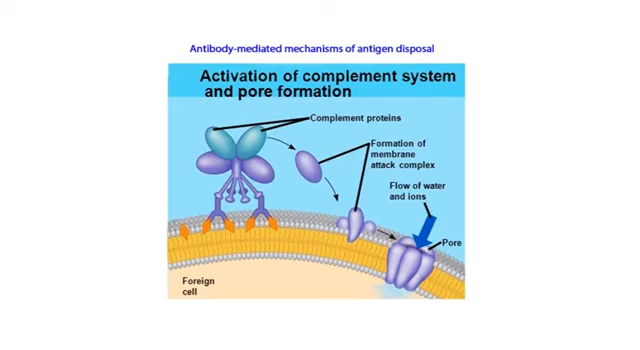 Antibody-mediated mechanisms of antigen disposal
Activation of complement system
and pore formation
Complement proteins
Formation of
membrane
attack complex
Flow of water
and ions
Pore
Foreign
cell